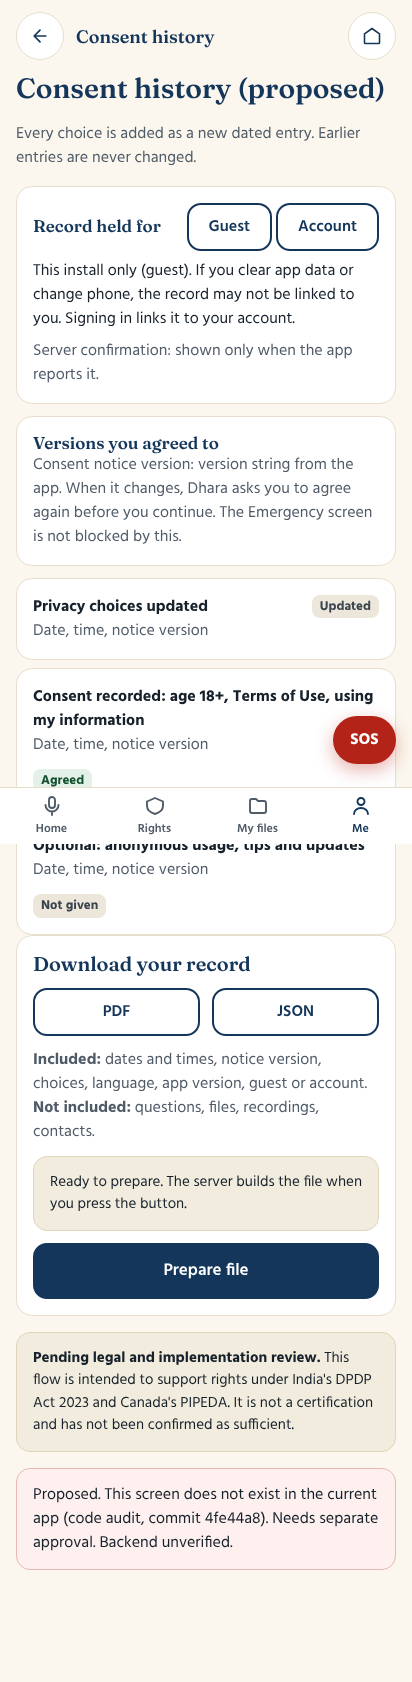 Consent history
Consent history (proposed)
Every choice is added as a new dated entry. Earlier
entries are never changed.
Record held for
Guest
Account
This install only (guest). If you clear app data or
change phone, the record may not be linked to
you. Signing in links it to your account.
Server confirmation: shown only when the app
reports it.
Versions you agreed to
Consent notice version: version string from the
app. When it changes, Dhara asks you to agree
again before you continue. The Emergency screen
is not blocked by this.
Privacy choices updated
Updated
Date, time, notice version
Consent recorded: age 18+, Terms of Use, using
my information
Date, time, notice version
SOS
Agreed
Home
Rights
My files
Me
Optional: anonymous usage, tips and updates
Date, time, notice version
Not given
Download your record
PDF
JSON
Included: dates and times, notice version,
choices, language, app version, guest or account.
Not included: questions, files, recordings,
contacts.
Ready to prepare. The server builds the file when
you press the button.
Prepare file
Pending legal and implementation review. This
flow is intended to support rights under India's DPDP
Act 2023 and Canada's PIPEDA. It is not a certification
and has not been confirmed as sufficient.
Proposed. This screen does not exist in the current
app (code audit, commit 4fe44a8). Needs separate
approval. Backend unverified.